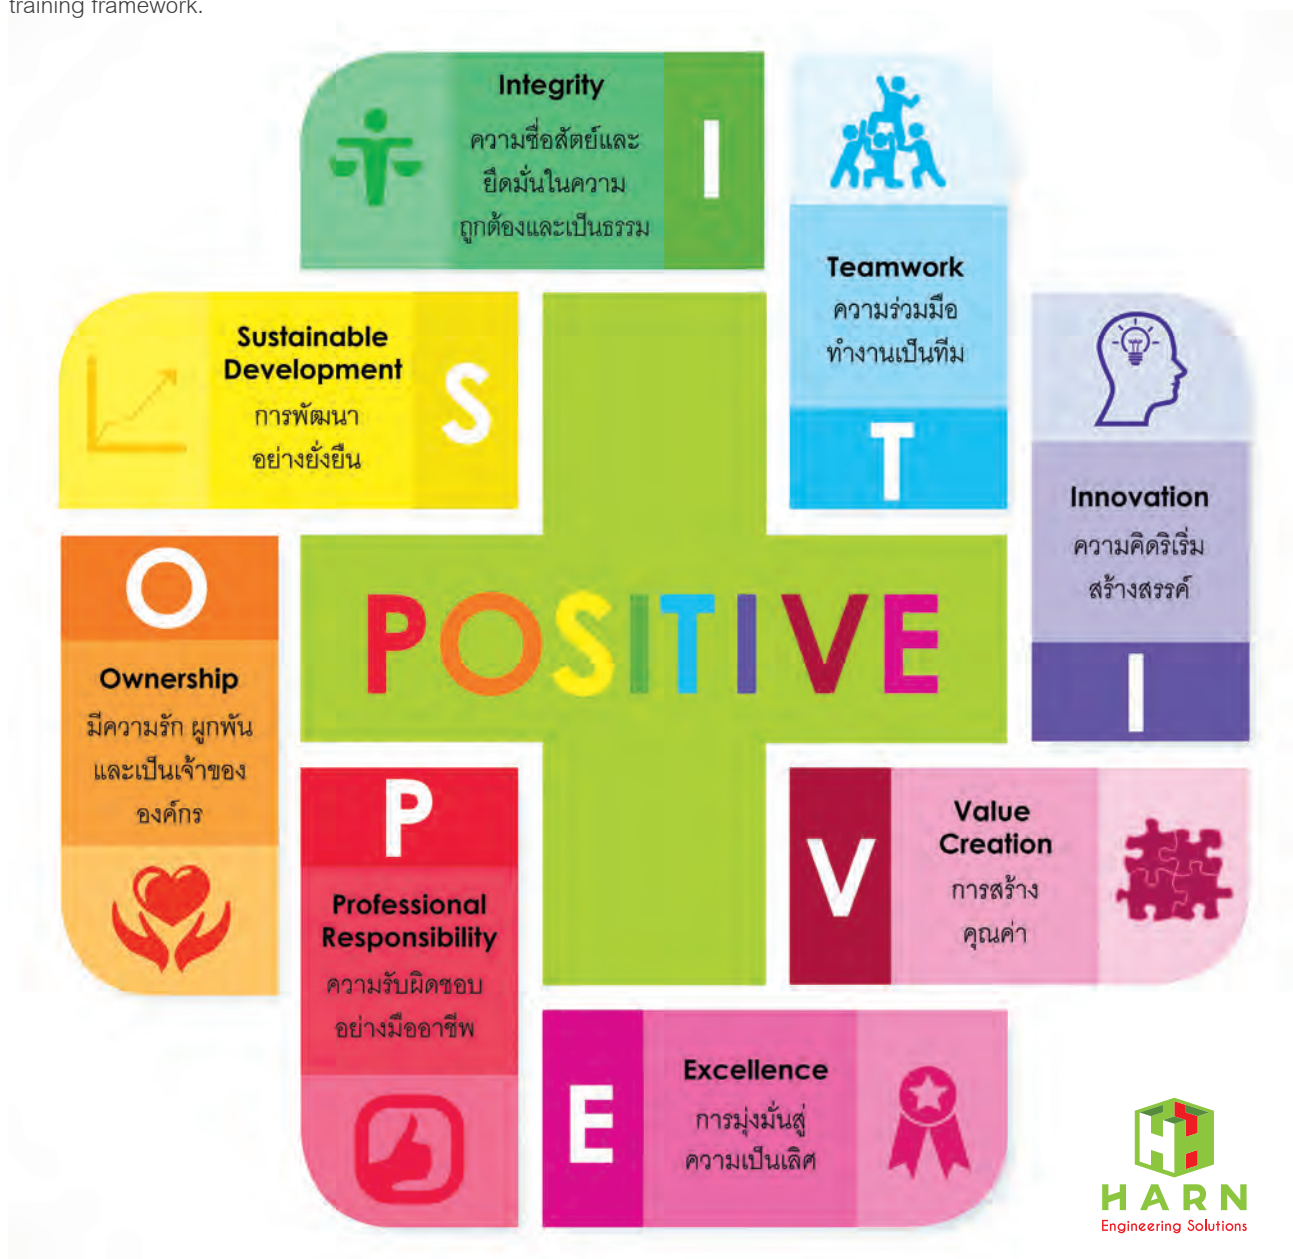 training framework.
Integrity
ความซื่อสัตย์และ
ยึดมั่นในความ
ถูกต้องและเป็นธรรม
I
Teamwork
ความร่วมมือ
ทำงานเป็นทีม
T
Sustainable
Development
การพัฒนา
อย่างยั่งยืน
S
Innovation
ความคิดริเริ่ม
สร้างสรรค์
I
O
Ownership
มีความรัก ผูกพัน
และเป็นเจ้าของ
องค์กร
POSITIVE
P
Professional
Responsibility
ความรับผิดชอบ
อย่างมืออาชีพ
V
Value
Creation
การสร้าง
คุณค่า
E
Excellence
การมุ่งมั่นสู่
ความเป็นเลิศ
HARN
Engineering Solutions